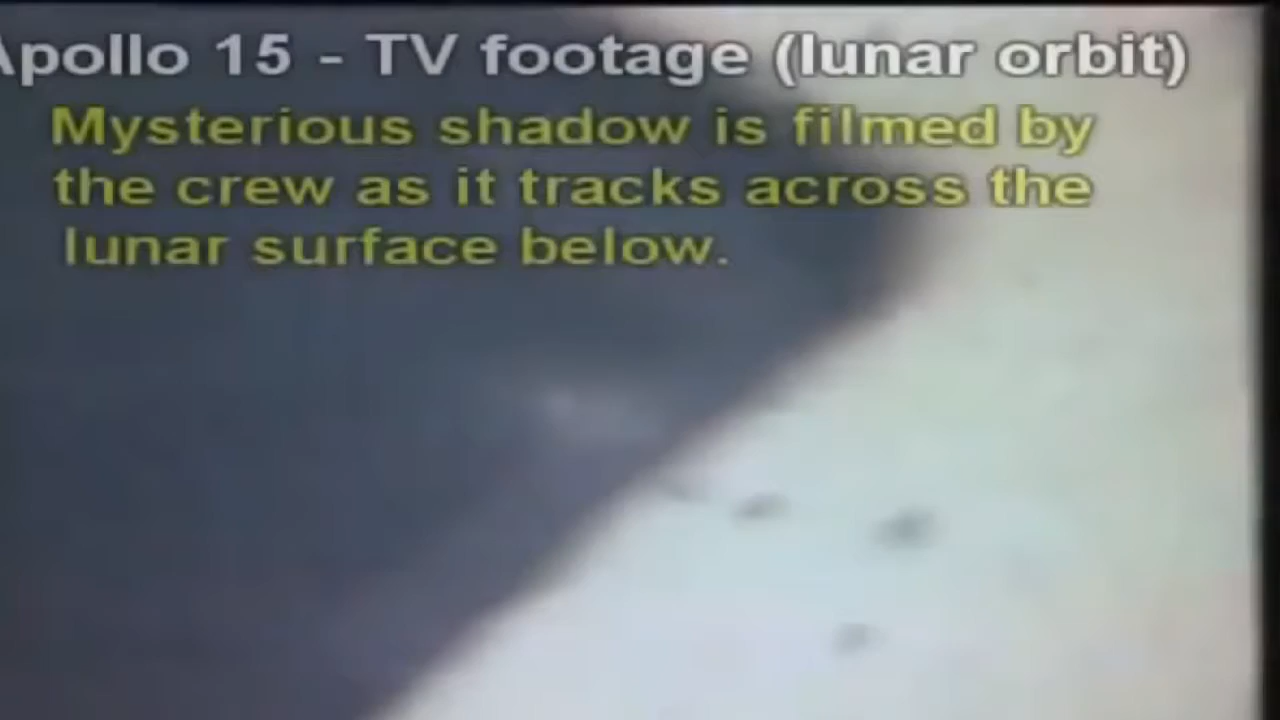 Apollo 15 - TV footage (lunar orbit)
Mysterious shadow is filmed by
the crew as it tracks across the
lunar surface below.